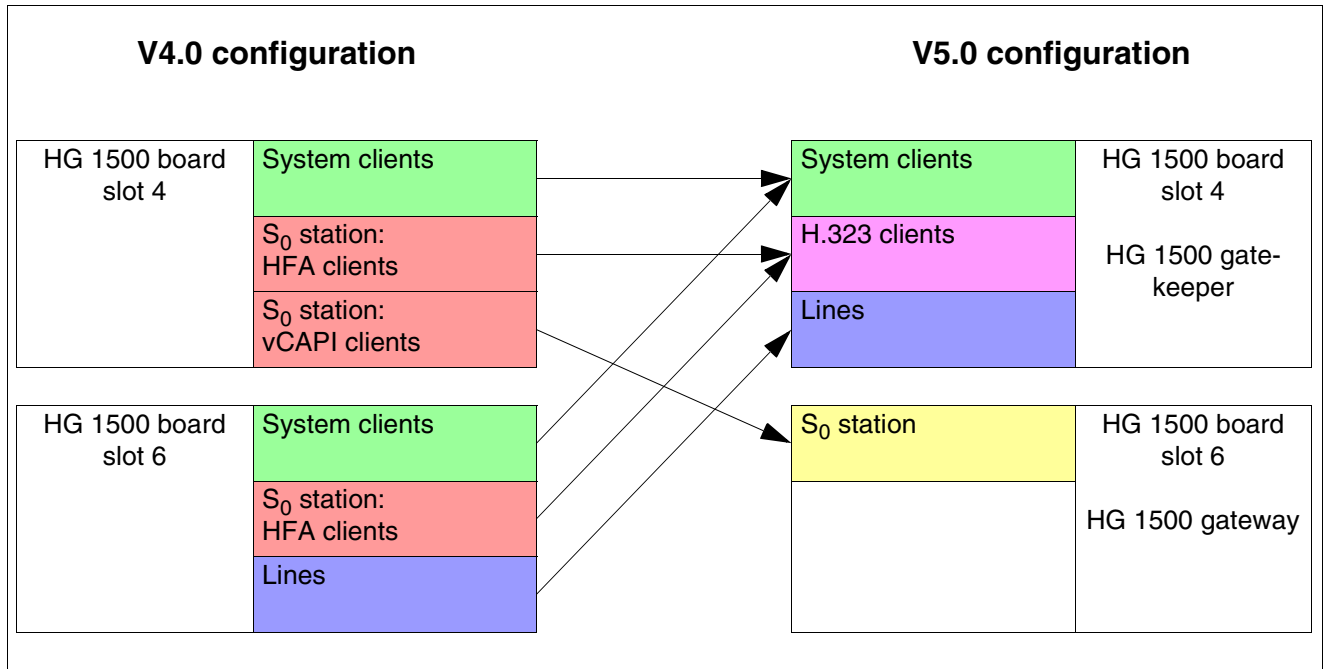 V4.0 configuration
V5.0 configuration
HG 1500 board
slot 4
System clients
S0 station:
HFA clients
S0 station:
vCAPI clients
System clients
H.323 clients
Lines
HG 1500 board
slot 4
HG 1500 gate-
keeper
HG 1500 board
slot 6
System clients
S0 station:
HFA clients
Lines
S0 station
HG 1500 board
slot 6
HG 1500 gateway